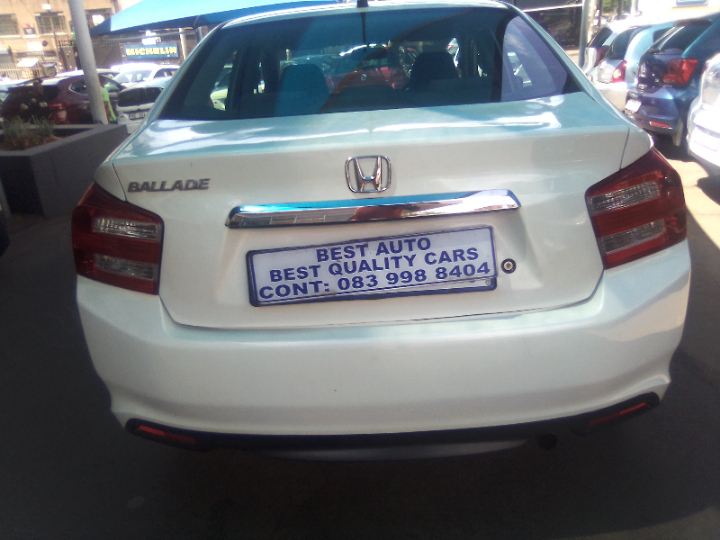 MICHELIN
BALLADE
BEST AUTO
BEST QUALITY CARS
CONT: 083 998 8404